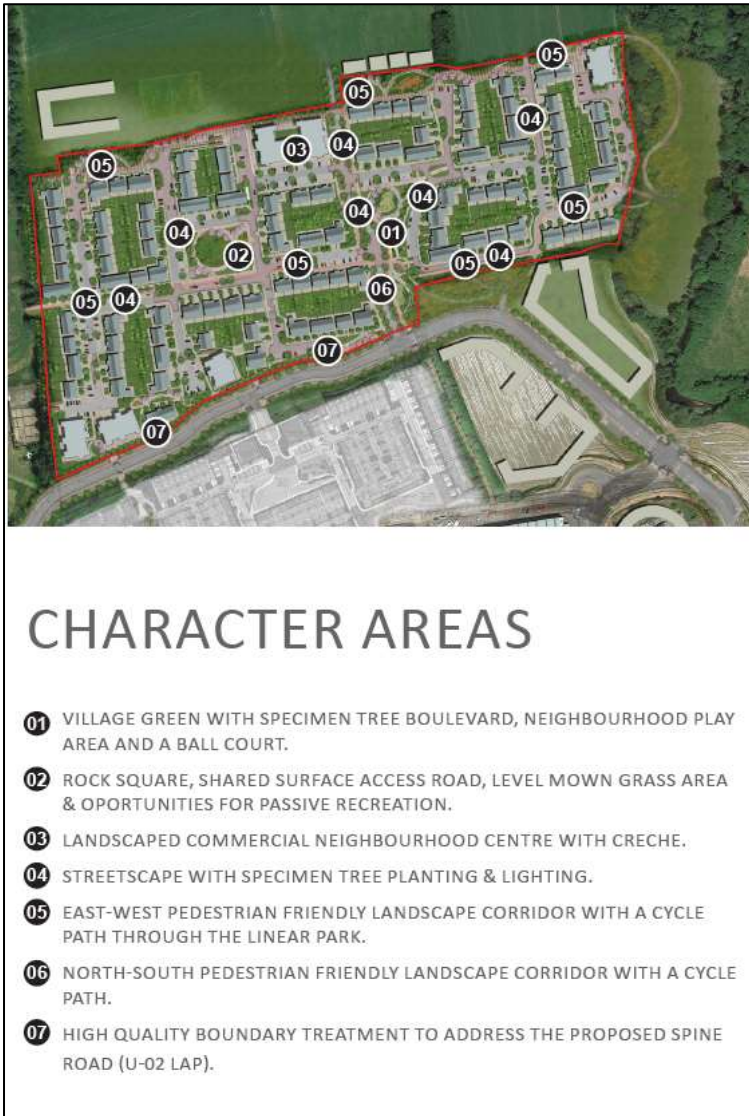 05
05
03
04
04
05
04
04
04
01
05
02
05
05
04
06
05
04
07
07
CHARACTER AREAS
01 VILLAGE GREEN WITH SPECIMEN TREE BOULEVARD, NEIGHBOURHOOD PLAY
AREA AND A BALL COURT.
02 ROCK SQUARE, SHARED SURFACE ACCESS ROAD, LEVEL MOWN GRASS AREA
& OPORTUNITIES FOR PASSIVE RECREATION.
03 LANDSCAPED COMMERCIAL NEIGHBOURHOOD CENTRE WITH CRECHE.
04 STREETSCAPE WITH SPECIMEN TREE PLANTING & LIGHTING.
05 EAST-WEST PEDESTRIAN FRIENDLY LANDSCAPE CORRIDOR WITH A CYCLE
PATH THROUGH THE LINEAR PARK.
06 NORTH-SOUTH PEDESTRIAN FRIENDLY LANDSCAPE CORRIDOR WITH A CYCLE
PATH.
07 HIGH QUALITY BOUNDARY TREATMENT TO ADDRESS THE PROPOSED SPINE
ROAD (U-02 LAP).